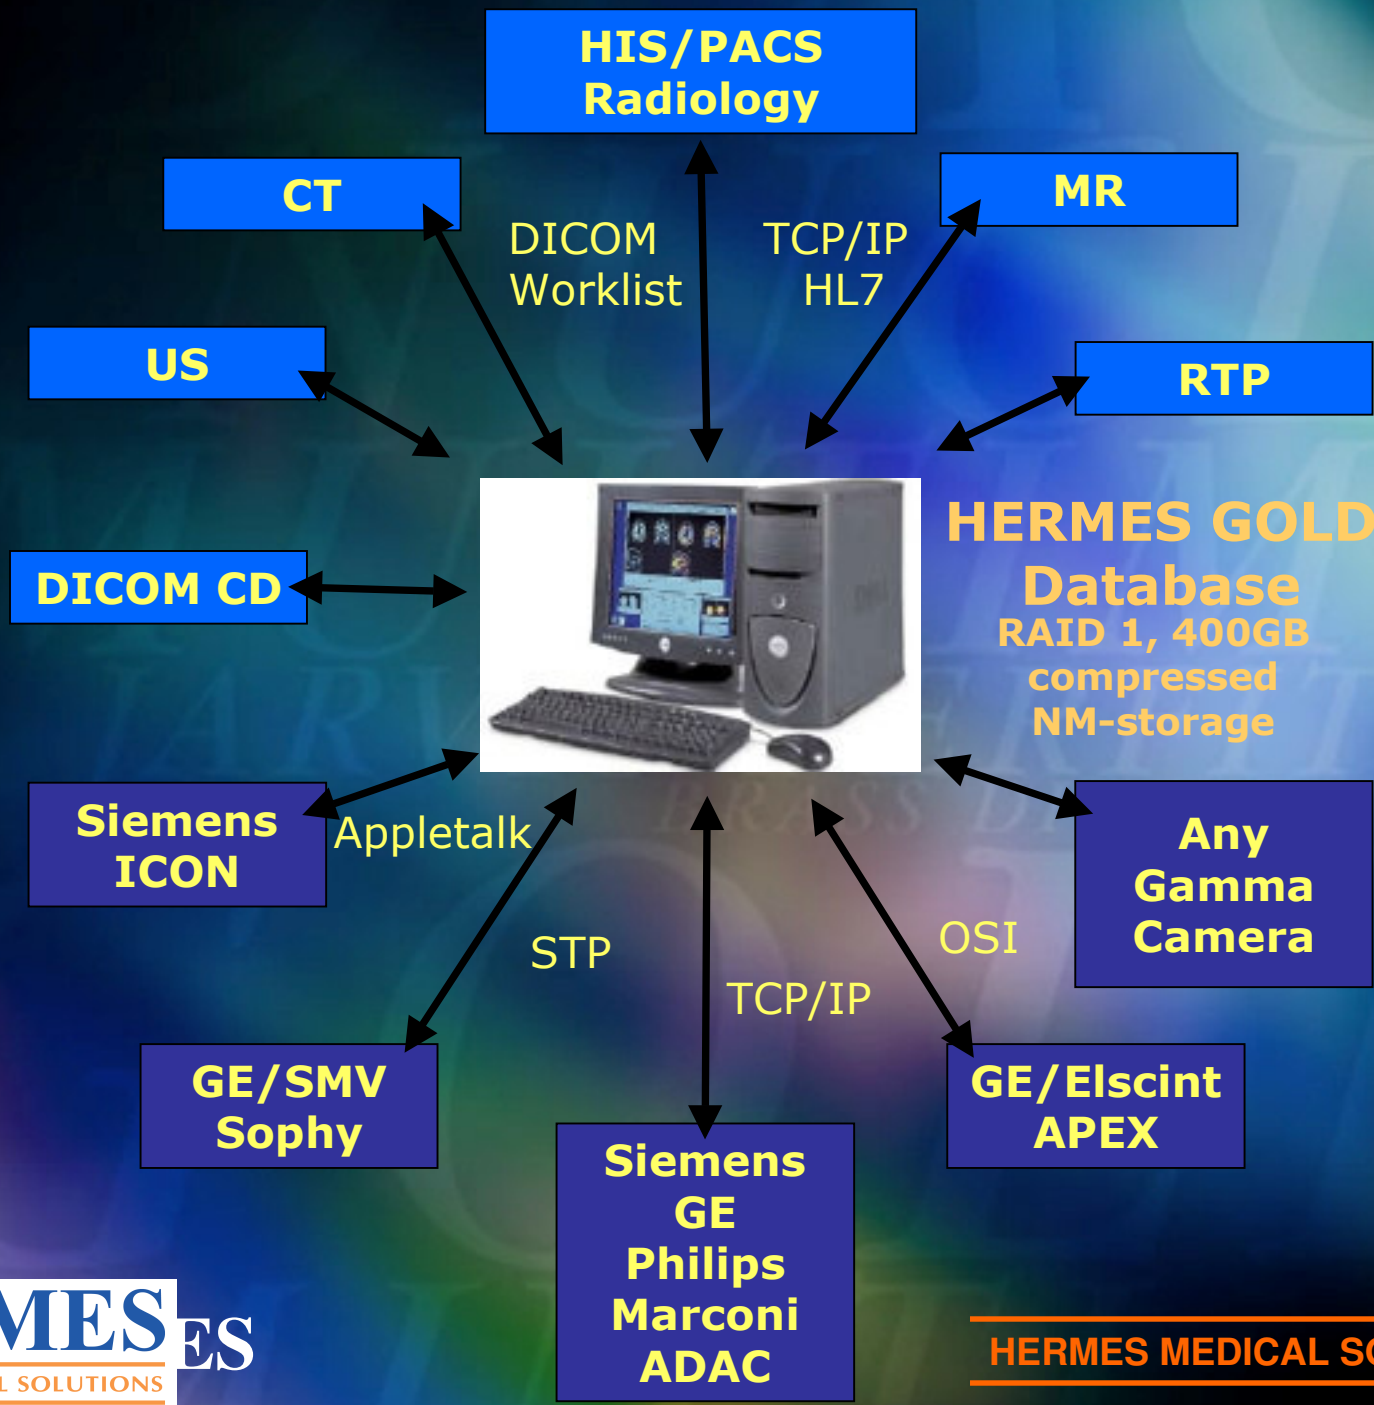 HIS/PACS
Radiology
CT
MR
DICOM
Worklist
TCP/IP
HL7
US
RTP
HERMES GOLD
Database
RAID 1, 400GB
compressed
NM-storage
DICOM CD
Siemens
ICON
Appletalk
Any
Gamma
Camera
STP
OSI
TCP/IP
GE/SMV
Sophy
GE/Elscint
APEX
Siemens
GE
Philips
Marconi
ADAC
MES
ES
L SOLUTIONS
HERMES MEDICAL SO